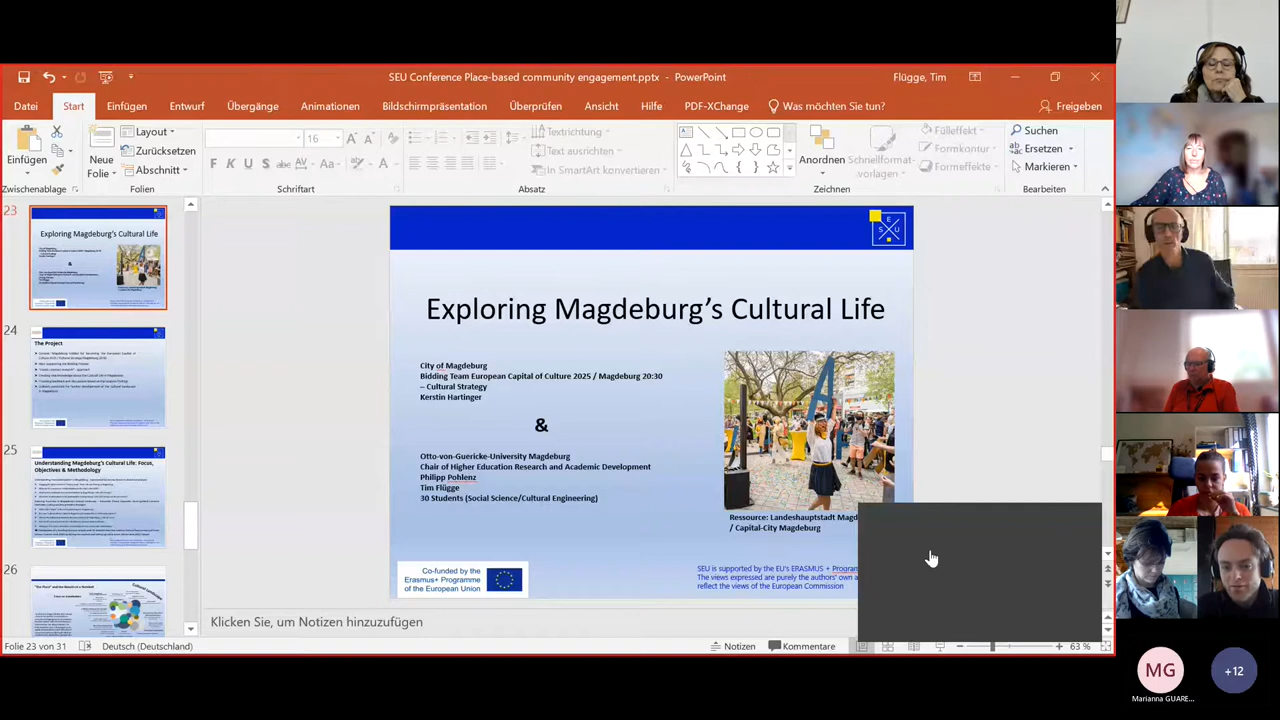 SEU Conference Place-based community engagement.pptx - PowerPoint
Flügge, Tim
Datei Start Einfügen Entwurf Übergänge Animationen Bildschirmpräsentation Überprüfen Ansicht Hilfe PDF-XChange Was möchten Sie tun? Freigeben
Einfügen
Neue Folie
Layout
Zurücksetzen
Abschnitt
16
F K U S abc AV Aa A
Textrichtung
Text ausrichten
In SmartArt konvertieren
Anordnen
Schnellformat-
vorlagen
Fülleffekt
Formkontur
Formeffekte
Suchen
Ersetzen
Markieren
Zwischenablage Folien Schriftart Absatz Zeichnen Bearbeiten
23
Exploring Magdeburg's Cultural Life
&
24
The Project
25
Understanding Magdeburg's Cultural Life: Focus,
Objectives & Methodology
26
S E U
Exploring Magdeburg’s Cultural Life
City of Magdeburg
Bidding Team European Capital of Culture 2025 / Magdeburg 20:30
– Cultural Strategy
Kerstin Hartinger
&
Otto-von-Guericke-University Magdeburg
Chair of Higher Education Research and Academic Development
Philipp Pohlenz
Tim Flügge
30 Students (Social Science/Cultural Engineering)
Ressource: Landeshauptstadt Magd
/ Capital-City Magdeburg
Co-funded by the
Erasmus+ Programme
of the European Union
SEU is supported by the EU's ERASMUS + Program
The views expressed are purely the authors' own a
reflect the views of the European Commission
Klicken Sie, um Notizen hinzuzufügen
Folie 23 von 31 Deutsch (Deutschland) Notizen Kommentare 63 %
MG
+12
Marianna GUARE...